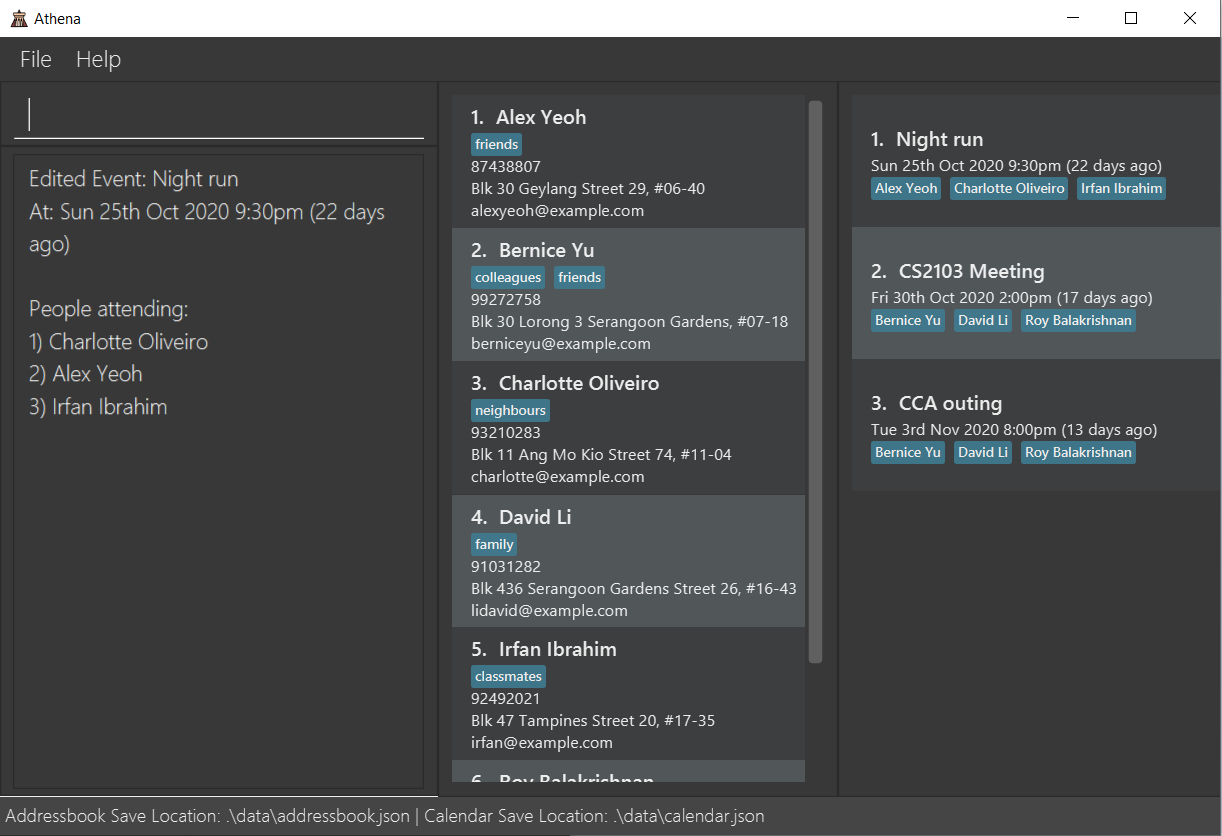 Athena
File Help
Edited Event: Night run
At: Sun 25th Oct 2020 9:30pm (22 days
ago)
People attending:
1) Charlotte Oliveiro
2) Alex Yeoh
3) Irfan Ibrahim
1. Alex Yeoh
friends
87438807
Blk 30 Geylang Street 29, #06-40
alexyeoh@example.com
2. Bernice Yu
colleagues friends
99272758
Blk 30 Lorong 3 Serangoon Gardens, #07-18
berniceyu@example.com
3. Charlotte Oliveiro
neighbours
93210283
Blk 11 Ang Mo Kio Street 74, #11-04
charlotte@example.com
4. David Li
family
91031282
Blk 436 Serangoon Gardens Street 26, #16-43
lidavid@example.com
5. Irfan Ibrahim
classmates
92492021
Blk 47 Tampines Street 20, #17-35
irfan@example.com
6. Roy Balakrishnan
1. Night run
Sun 25th Oct 2020 9:30pm (22 days ago)
Alex Yeoh Charlotte Oliveiro Irfan Ibrahim
2. CS2103 Meeting
Fri 30th Oct 2020 2:00pm (17 days ago)
Bernice Yu David Li Roy Balakrishnan
3. CCA outing
Tue 3rd Nov 2020 8:00pm (13 days ago)
Bernice Yu David Li Roy Balakrishnan
Addressbook Save Location: .\data\addressbook.json | Calendar Save Location: .\data\calendar.json